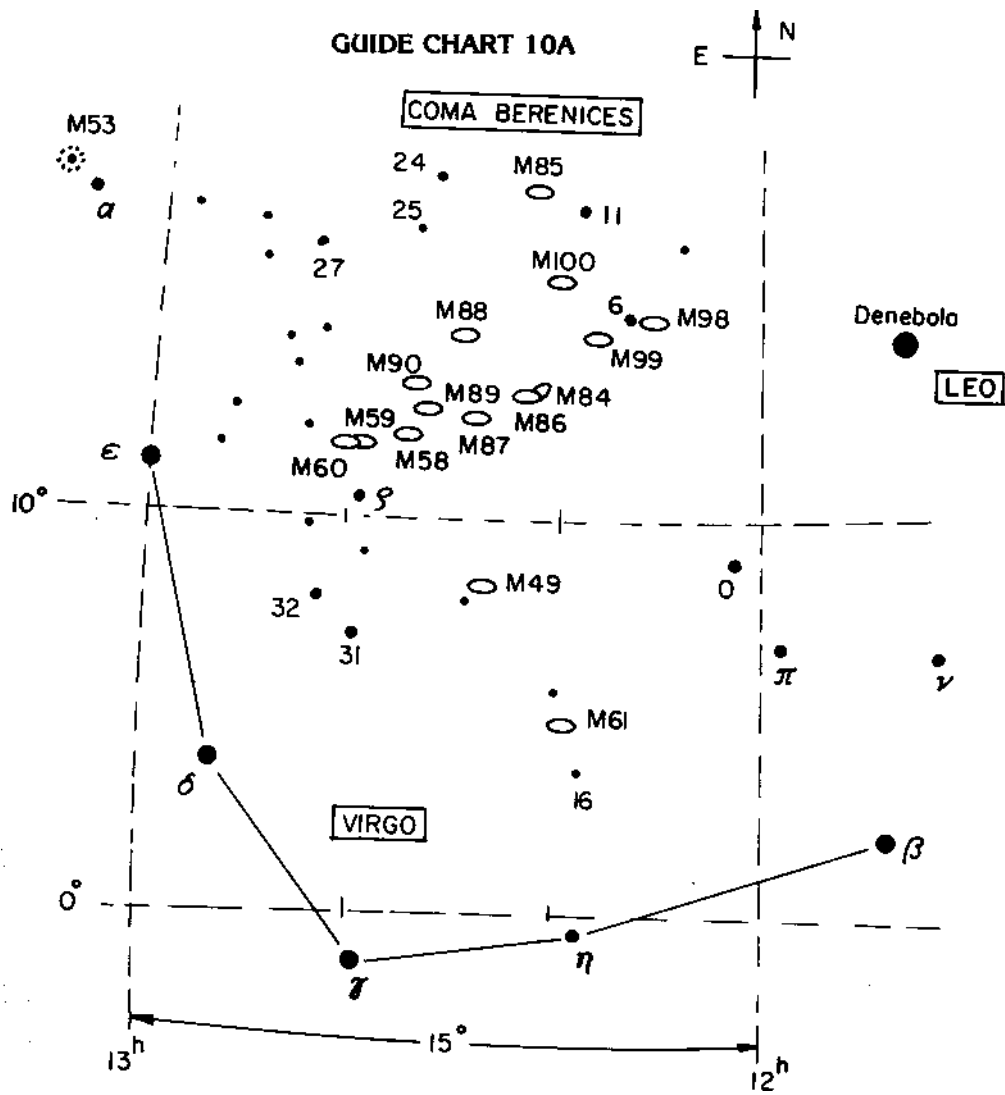 GUIDE CHART 10A
N
E
COMA BERENICES
M53
α
24
M85
25
11
27
M100
6
M98
M88
M99
Denebola
LEO
M90
M89
M84
M86
M87
M59
M58
M60
ε
10°
ρ
M49
O
32
31
π
ν
M61
δ
16
VIRGO
β
0°
γ
η
15°
13h
12h